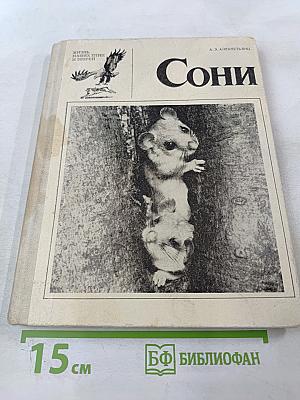 ЖИЗНЬ
НАШИХ ПТИЦ
И ЗВЕРЕЙ
А. Э. АЙРАПЕТЬЯНЦ
Сони
15 см
БФ БИБЛИОФАН